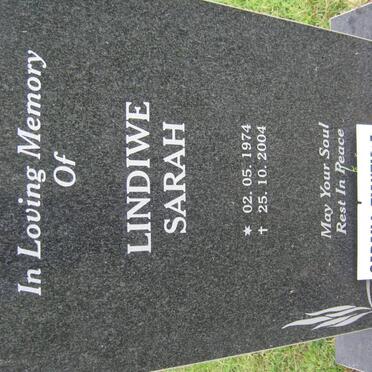 In Loving Memory
Of
LINDIWE
SARAH
* 02. 05. 1974
† 25. 10. 2004
May Your Soul
Rest In Peace